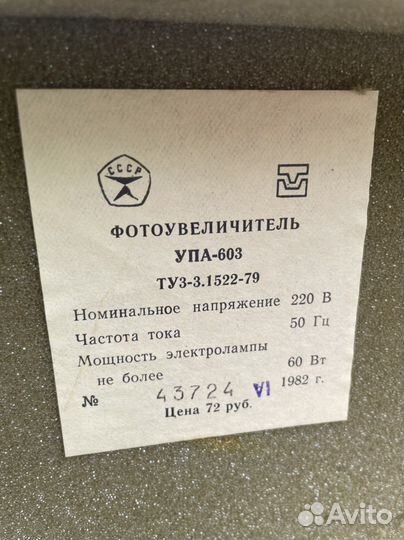 СССР
ФОТОУВЕЛИЧИТЕЛЬ
УПА-603
ТУ3-3.1522-79
Номинальное напряжение 220 В
Частота тока 50 Гц
Мощность электролампы
не более 60 Вт
№ 43724 VI 1982 г.
Цена 72 руб.
Avito